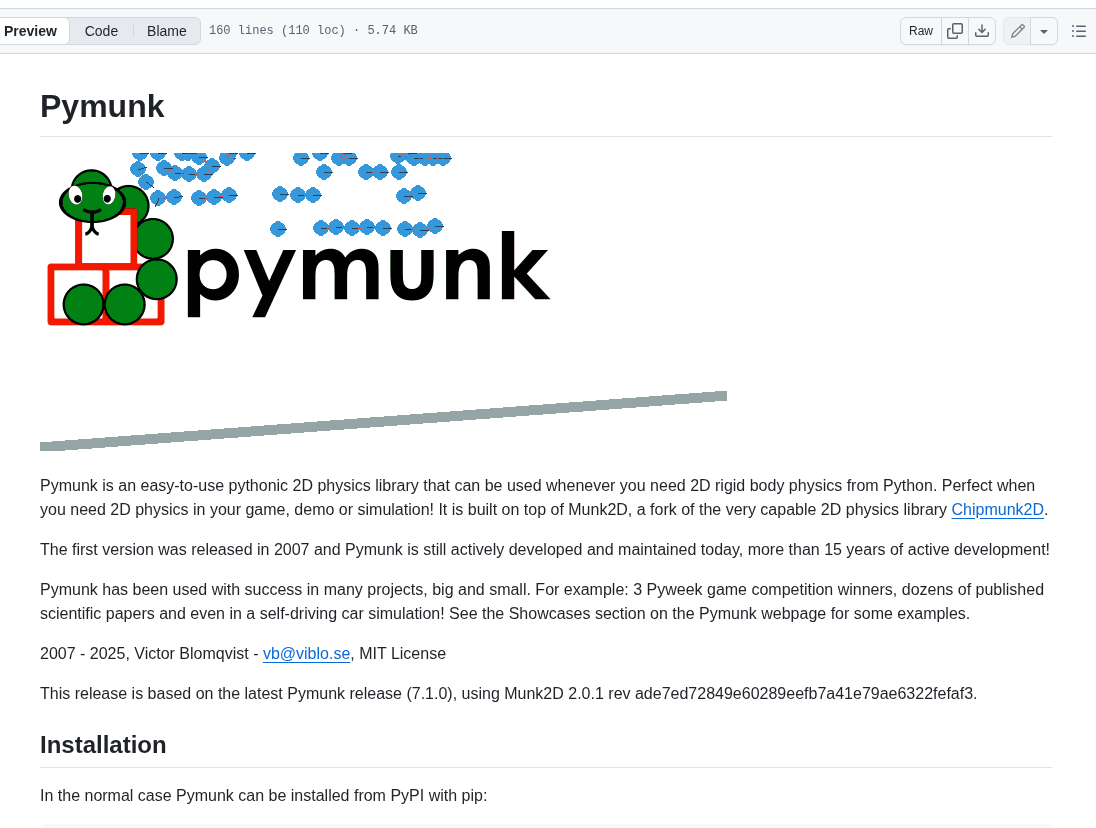 Preview Code Blame 160 lines (110 loc) · 5.74 KB Raw
Pymunk
pymunk
Pymunk is an easy-to-use pythonic 2D physics library that can be used whenever you need 2D rigid body physics from Python. Perfect when
you need 2D physics in your game, demo or simulation! It is built on top of Munk2D, a fork of the very capable 2D physics library Chipmunk2D.
The first version was released in 2007 and Pymunk is still actively developed and maintained today, more than 15 years of active development!
Pymunk has been used with success in many projects, big and small. For example: 3 Pyweek game competition winners, dozens of published
scientific papers and even in a self-driving car simulation! See the Showcases section on the Pymunk webpage for some examples.
2007 - 2025, Victor Blomqvist - vb@viblo.se, MIT License
This release is based on the latest Pymunk release (7.1.0), using Munk2D 2.0.1 rev ade7ed72849e60289eefb7a41e79ae6322fefaf3.
Installation
In the normal case Pymunk can be installed from PyPI with pip: